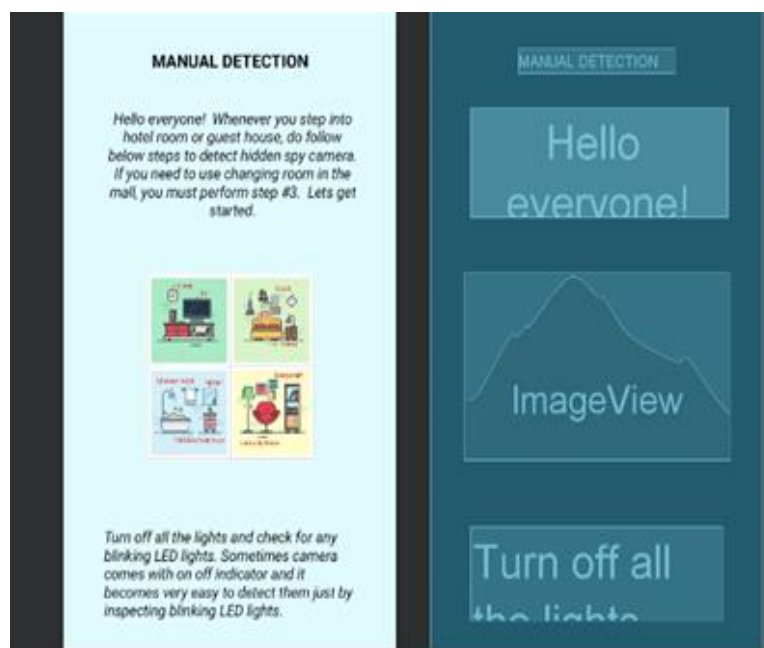 MANUAL DETECTION
Hello everyone! Whenever you step into
hotel room or guest house, do follow
below steps to detect hidden spy camera.
If you need to use changing room in the
mall, you must perform step #3. Lets get
started.
Turn off all the lights and check for any
blinking LED lights. Sometimes camera
comes with on off indicator and it
becomes very easy to detect them just by
inspecting blinking LED lights.
MANUAL DETECTION
Hello
everyone!
ImageView
Turn off all
the lights